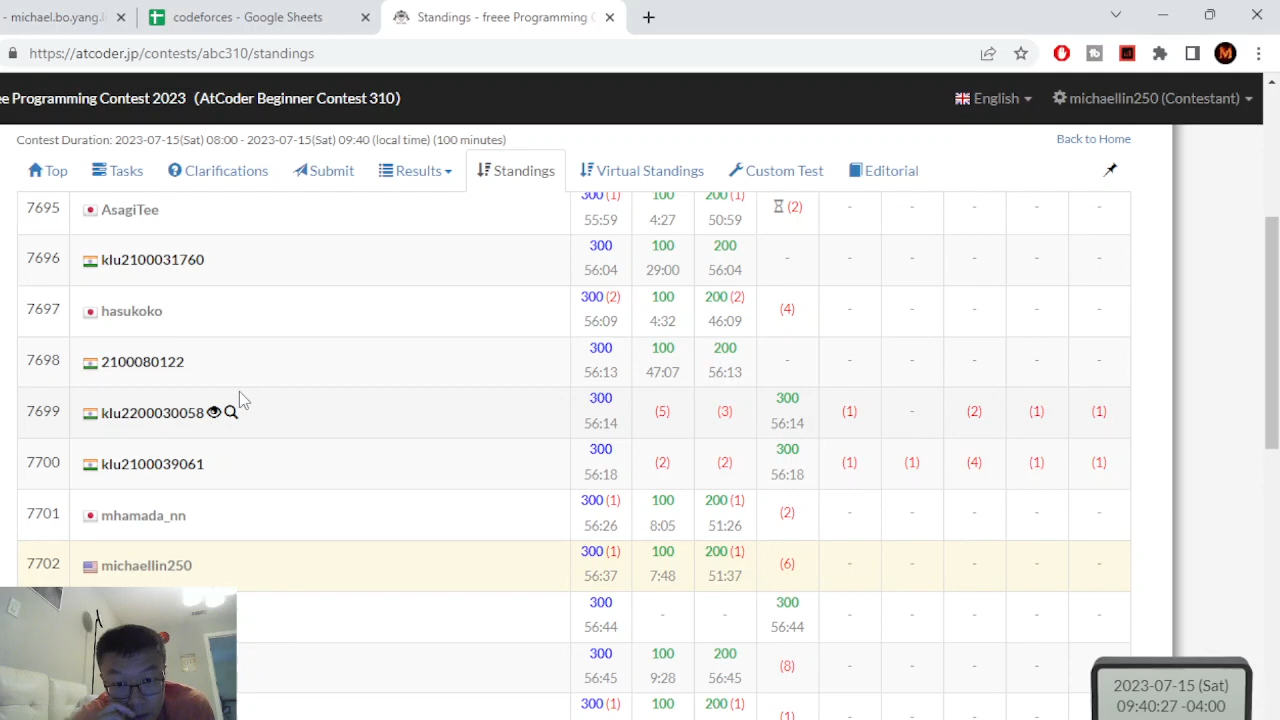 - michael.bo.yang.l
codeforces - Google Sheets
Standings - freee Programming C
https://atcoder.jp/contests/abc310/standings
ee Programming Contest 2023 (AtCoder Beginner Contest 310)
English
michaellin250 (Contestant)
Contest Duration: 2023-07-15(Sat) 08:00 - 2023-07-15(Sat) 09:40 (local time) (100 minutes)
Back to Home
Top Tasks Clarifications Submit Results Standings Virtual Standings Custom Test Editorial
7695 AsagiTee 300 (1) 100 200 (1) (2) - - - - -
55:59 4:27 50:59
7696 klu2100031760 300 100 200 - - - - - -
56:04 29:00 56:04
7697 hasukoko 300 (2) 100 200 (2) (4) - - - - -
56:09 4:32 46:09
7698 2100080122 300 100 200 - - - - - -
56:13 47:07 56:13
7699 klu2200030058 300 (5) (3) 300 (1) - (2) (1) (1)
56:14 56:14
7700 klu2100039061 300 (2) (2) 300 (1) (1) (4) (1) (1)
56:18 56:18
7701 mhamada_nn 300 (1) 100 200 (1) (2) - - - - -
56:26 8:05 51:26
7702 michaellin250 300 (1) 100 200 (1) (6) - - - - -
56:37 7:48 51:37
300 - - 300 - - - - -
56:44 56:44
300 100 200 (8) - - - - -
56:45 9:28 56:45
300 (1) 100 200 (1) (1) - - - - -
2023-07-15 (Sat)
09:40:27 -04:00